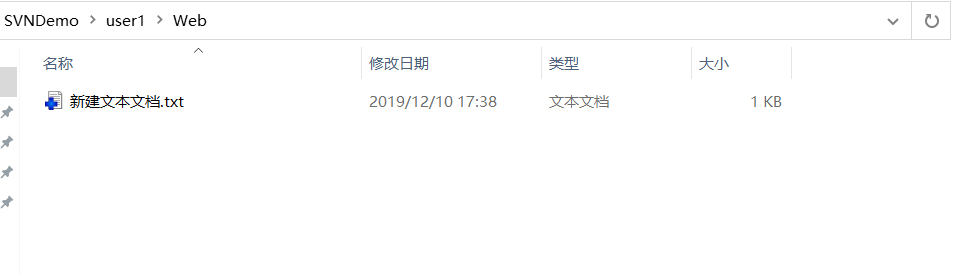 SVNDemo > user1 > Web
名称 修改日期 类型 大小
新建文本文档.txt 2019/12/10 17:38 文本文档 1 KB